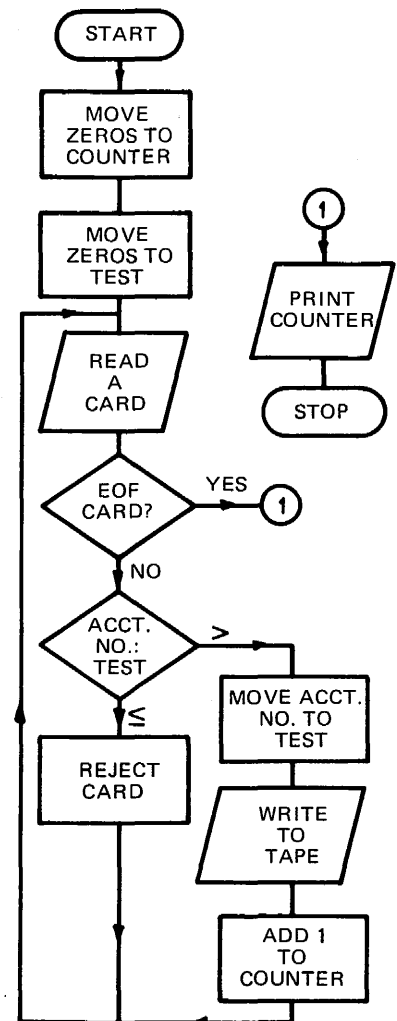 START
MOVE
ZEROS TO
COUNTER
MOVE
ZEROS TO
TEST
READ
A
CARD
EOF
CARD?
YES
1
NO
ACCT.
NO.:
TEST
>
≤
REJECT
CARD
MOVE ACCT.
NO. TO
TEST
WRITE
TO
TAPE
ADD 1
TO
COUNTER
1
PRINT
COUNTER
STOP